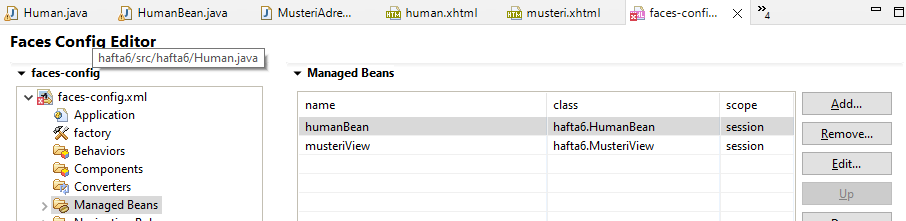 Human.java HumanBean.java MusteriAdre... human.xhtml musteri.xhtml faces-conf... »4
Faces Config Editor
hafta6/src/hafta6/Human.java
faces-config
faces-config.xml
Application
factory
Behaviors
Components
Converters
Managed Beans
Managed Beans
name class scope
humanBean hafta6.HumanBean session
musteriView hafta6.MusteriView session
Add...
Remove...
Edit...
Up